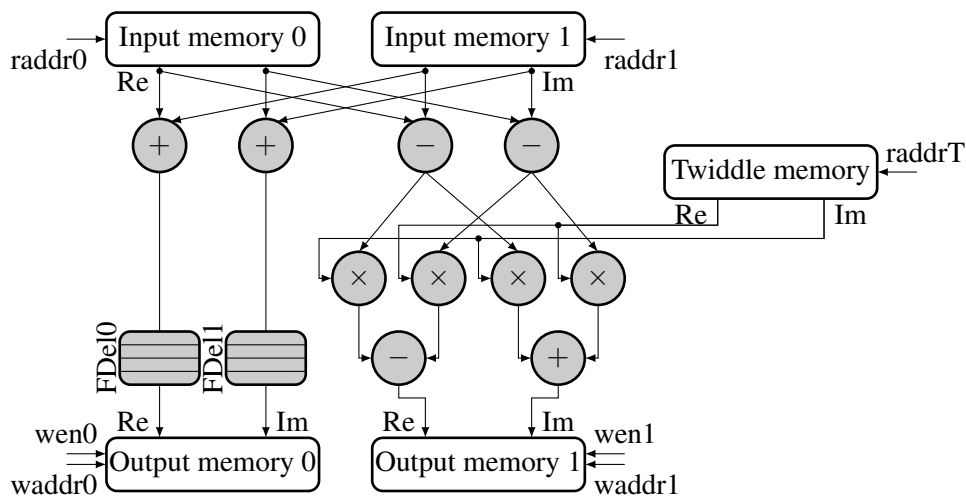 Input memory 0
Input memory 1
raddr0
raddr1
Re
Im
+
+
−
−
Twiddle memory
raddrT
Re
Im
×
×
×
×
FDel0
FDel1
−
+
Re
Im
Re
Im
wen0
wen1
Output memory 0
Output memory 1
waddr0
waddr1